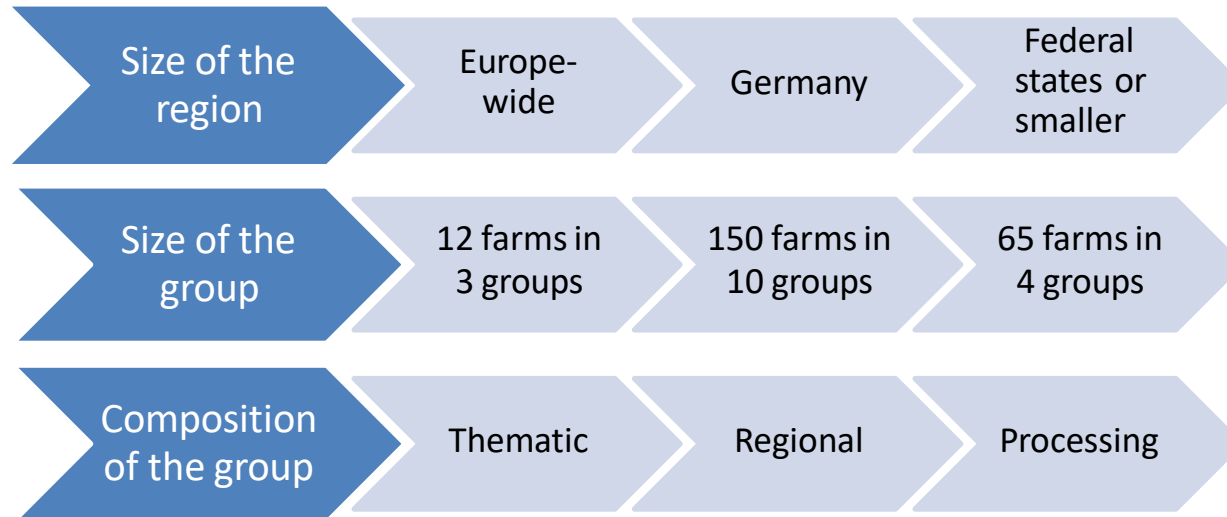 Size of the
region
Europe-
wide
Germany
Federal
states or
smaller
Size of the
group
12 farms in
3 groups
150 farms in
10 groups
65 farms in
4 groups
Composition
of the group
Thematic
Regional
Processing